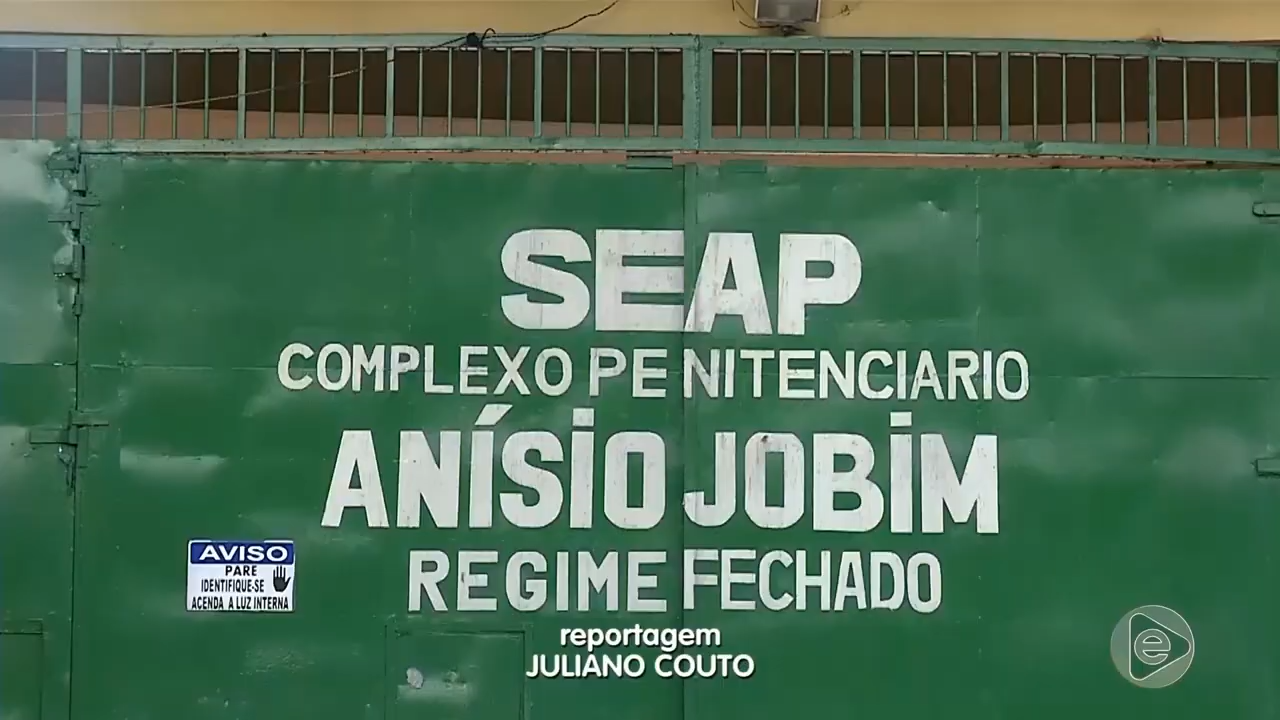 SEAP
COMPLEXO PENITENCIARIO
ANÍSIO JOBIM
REGIME FECHADO
AVISO
PARE
IDENTIFIQUE-SE
ACENDA A LUZ INTERNA
reportagem
JULIANO COUTO
e